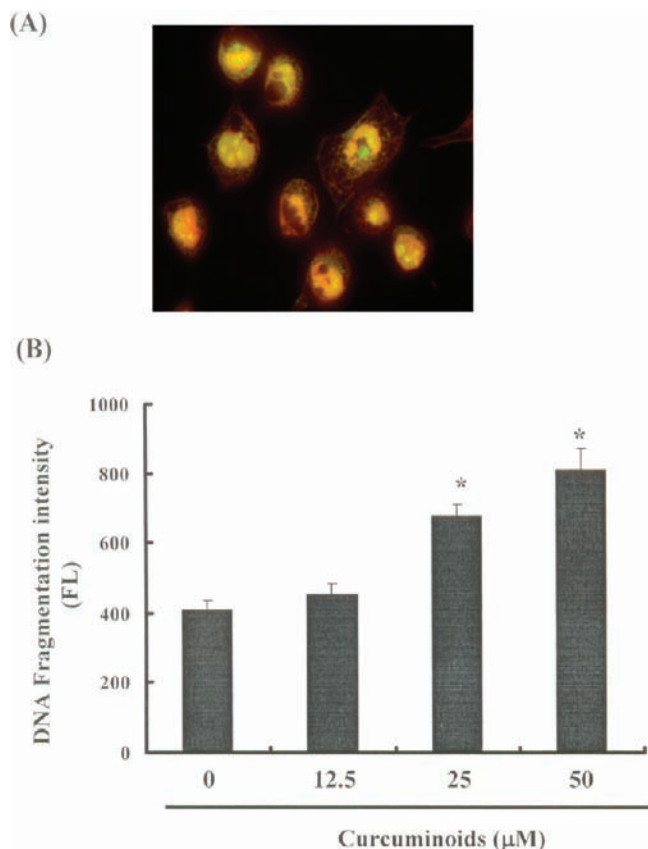 (A)
(B)
DNA Fragmentation intensity
(FL)
1000
800
600
400
200
0
*
*
0 12.5 25 50
Curcuminoids (µM)